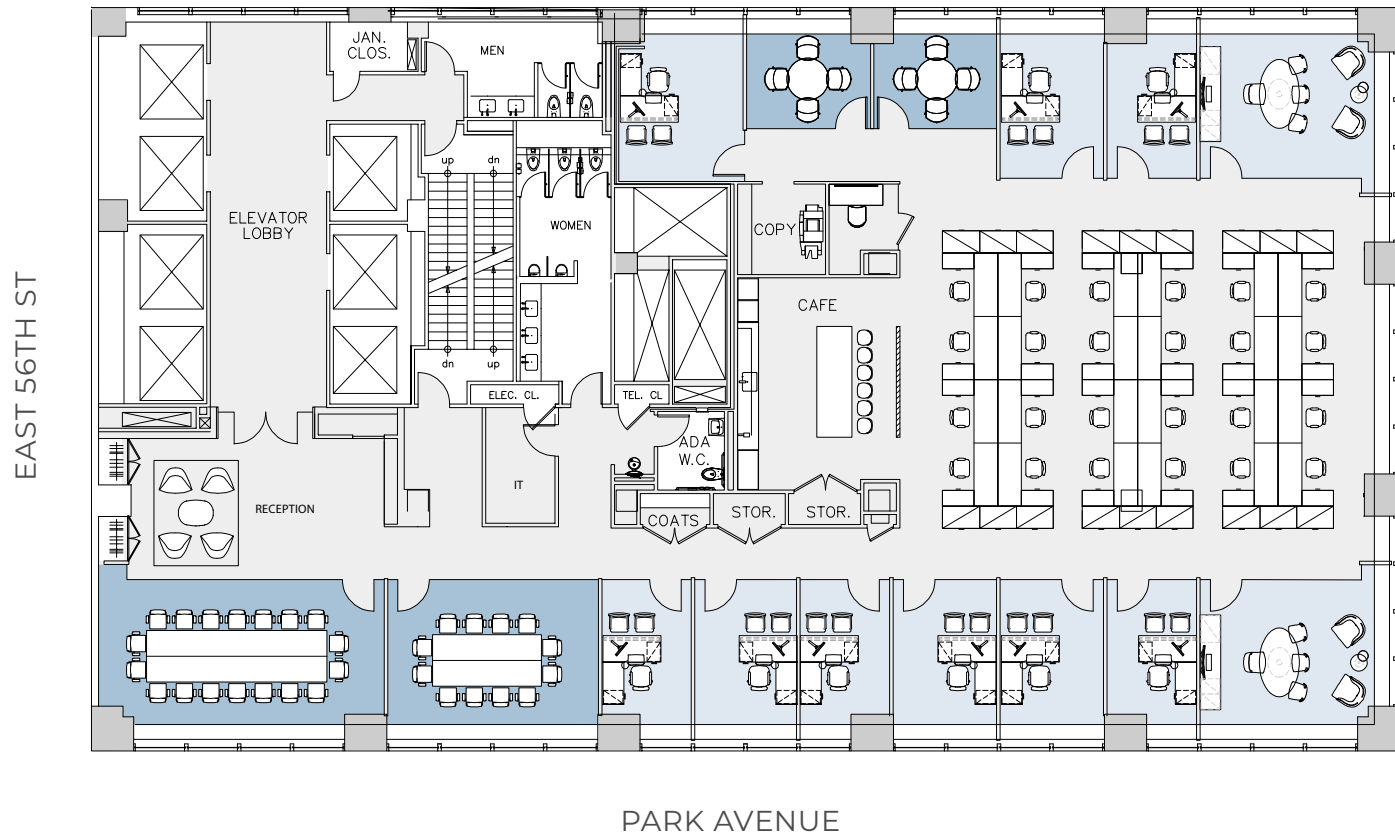 JAN.
CLOS.
MEN
up
dn
ELEVATOR
LOBBY
WOMEN
COPY
EAST 56TH ST
CAFE
dn
up
ELEC. CL.
TEL. CL
ADA
W.C.
IT
RECEPTION
COATS
STOR.
STOR.
PARK AVENUE